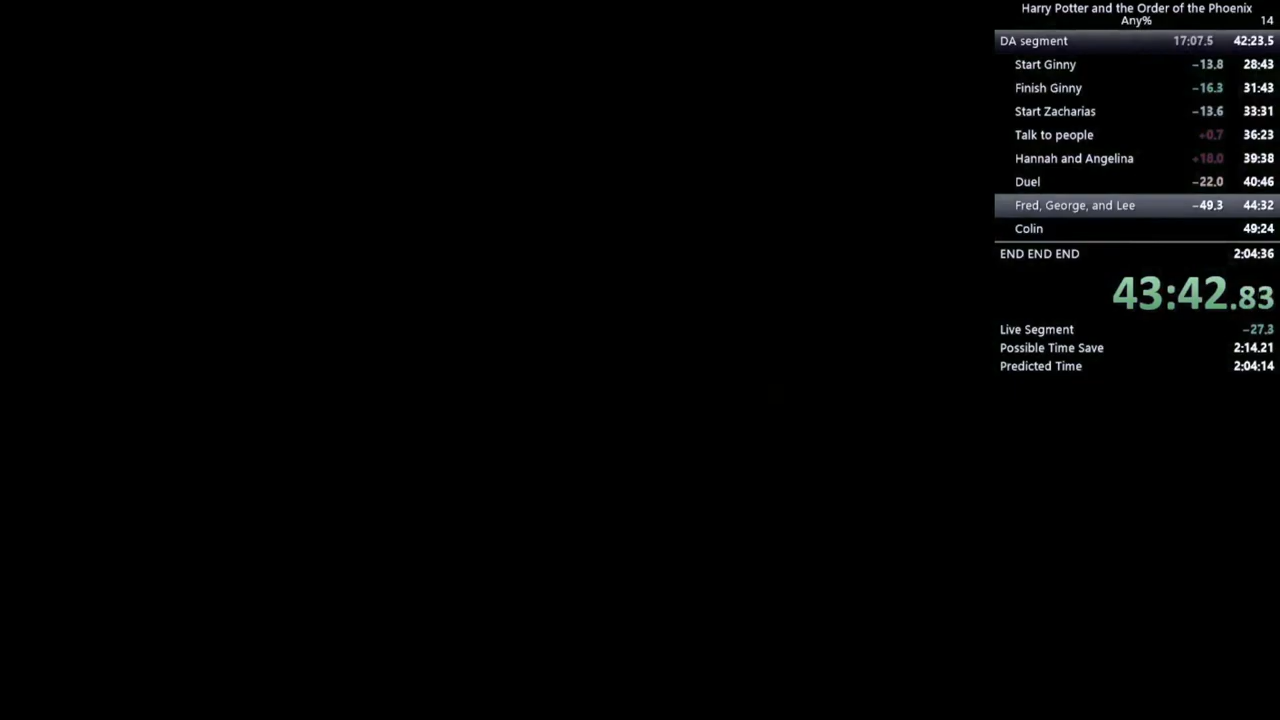 Harry Potter and the Order of the Phoenix
Any% 14
DA segment 17:07.5 42:23.5
Start Ginny −13.8 28:43
Finish Ginny −16.3 31:43
Start Zacharias −13.6 33:31
Talk to people +0.7 36:23
Hannah and Angelina +18.0 39:38
Duel −22.0 40:46
Fred, George, and Lee −49.3 44:32
Colin 49:24
END END END 2:04:36
43:42.83
Live Segment −27.3
Possible Time Save 2:14.21
Predicted Time 2:04:14